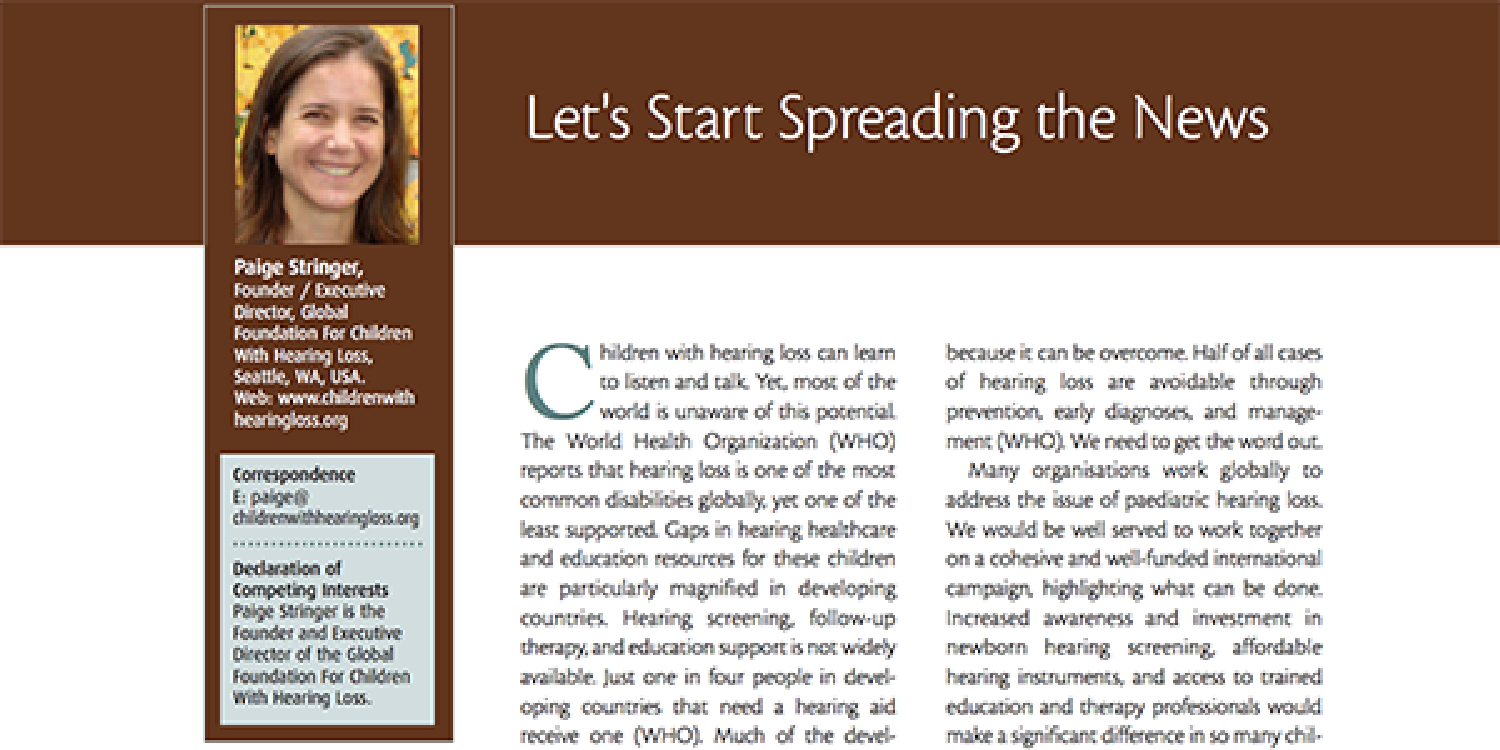 Let's Start Spreading the News
Paige Stringer,
Founder / Executive
Director, Global
Foundation For Children
With Hearing Loss,
Seattle, WA, USA.
Web: www.childrenwith
hearingloss.org
Correspondence
E: paige@
childrenwithhearingloss.org
Declaration of
Competing Interests
Paige Stringer is the
Founder and Executive
Director of the Global
Foundation For Children
With Hearing Loss.
Children with hearing loss can learn
to listen and talk. Yet, most of the
world is unaware of this potential.
The World Health Organization (WHO)
reports that hearing loss is one of the most
common disabilities globally, yet one of the
least supported. Gaps in hearing healthcare
and education resources for these children
are particularly magnified in developing
countries. Hearing screening, follow-up
therapy, and education support is not widely
available. Just one in four people in devel-
oping countries that need a hearing aid
receive one (WHO). Much of the devel-
because it can be overcome. Half of all cases
of hearing loss are avoidable through
prevention, early diagnoses, and manage-
ment (WHO). We need to get the word out.
Many organisations work globally to
address the issue of paediatric hearing loss.
We would be well served to work together
on a cohesive and well-funded international
campaign, highlighting what can be done.
Increased awareness and investment in
newborn hearing screening, affordable
hearing instruments, and access to trained
education and therapy professionals would
make a significant difference in so many chil-